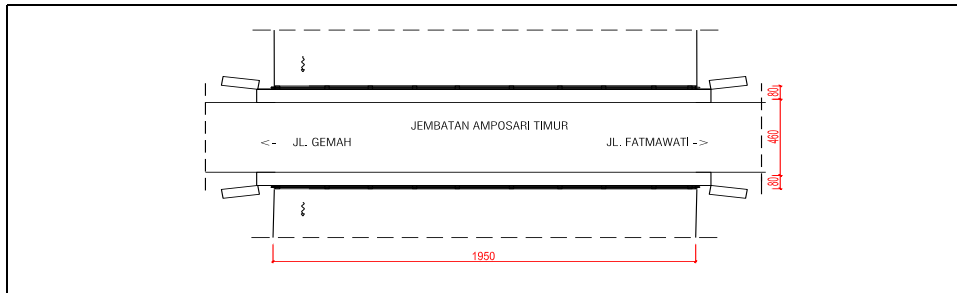 JEMBATAN AMPOSARI TIMUR
<- JL. GEMAH
JL. FATMAWATI ->
80
460
80
1950